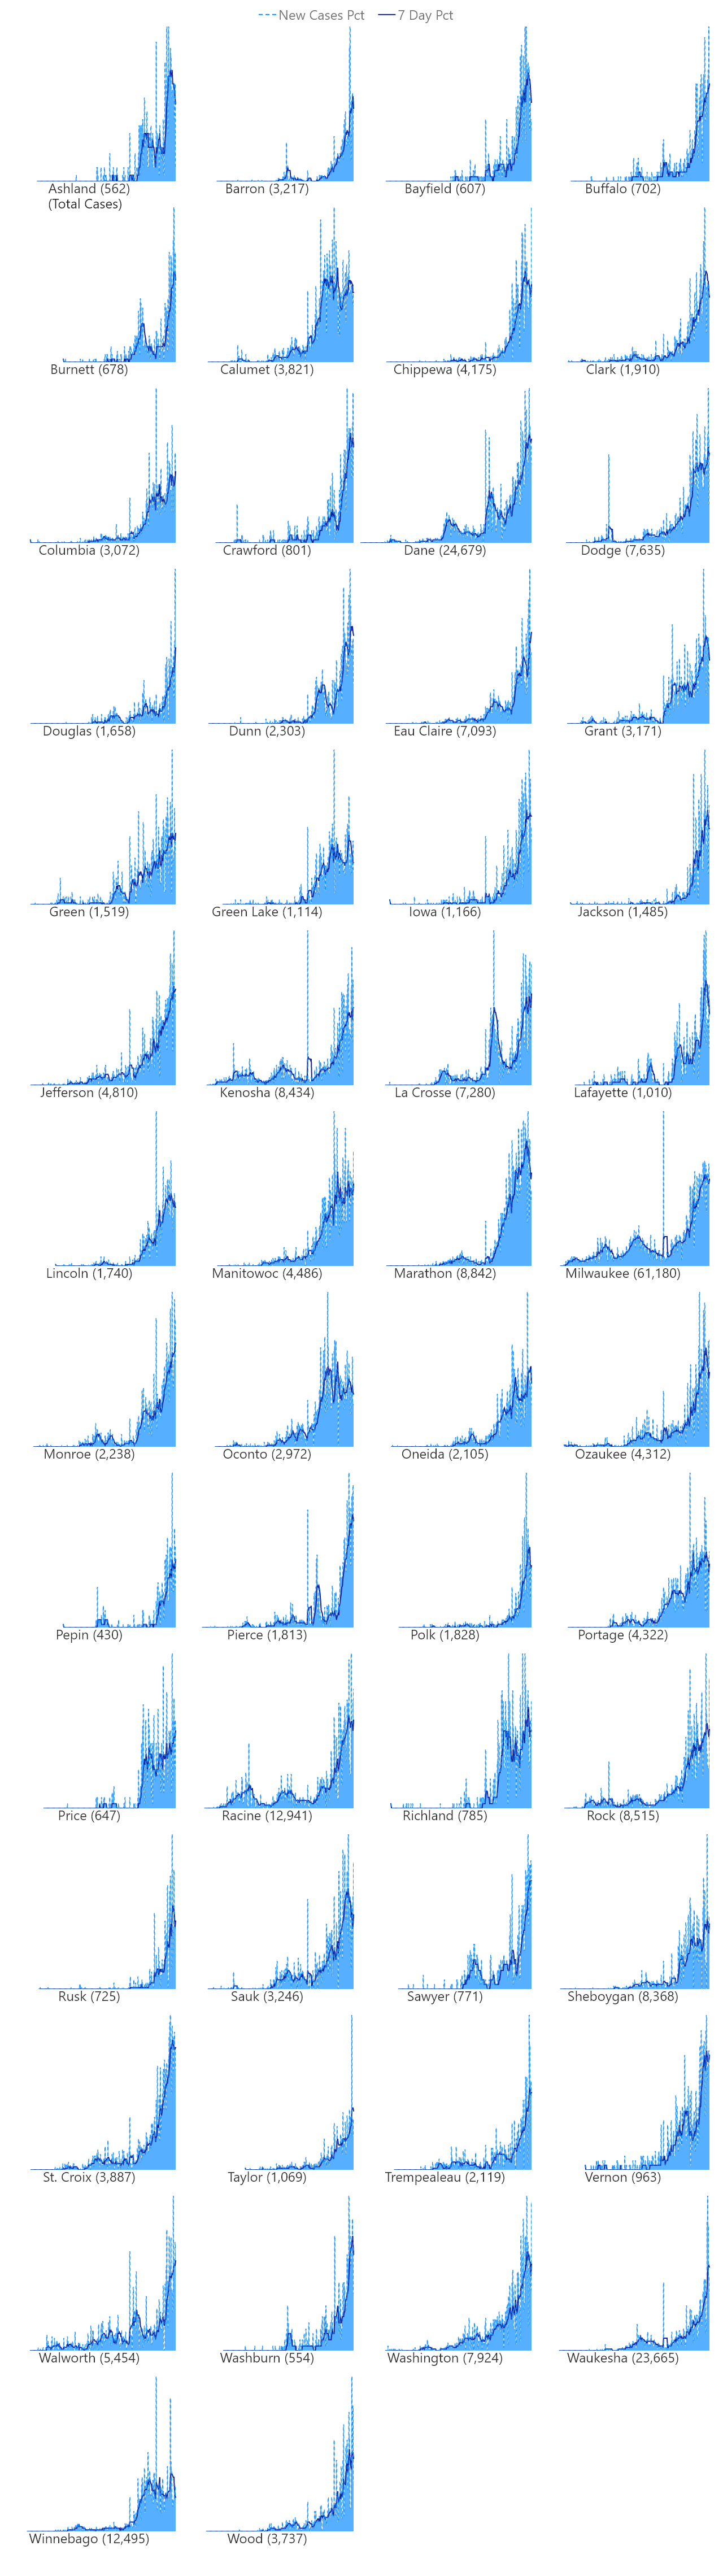 New Cases Pct 7 Day Pct
Ashland (562) Barron (3,217) Bayfield (607) Buffalo (702)
(Total Cases)
Burnett (678) Calumet (3,821) Chippewa (4,175) Clark (1,910)
Columbia (3,072) Crawford (801) Dane (24,679) Dodge (7,635)
Douglas (1,658) Dunn (2,303) Eau Claire (7,093) Grant (3,171)
Green (1,519) Green Lake (1,114) Iowa (1,166) Jackson (1,485)
Jefferson (4,810) Kenosha (8,434) La Crosse (7,280) Lafayette (1,010)
Lincoln (1,740) Manitowoc (4,486) Marathon (8,842) Milwaukee (61,180)
Monroe (2,238) Oconto (2,972) Oneida (2,105) Ozaukee (4,312)
Pepin (430) Pierce (1,813) Polk (1,828) Portage (4,322)
Price (647) Racine (12,941) Richland (785) Rock (8,515)
Rusk (725) Sauk (3,246) Sawyer (771) Sheboygan (8,368)
St. Croix (3,887) Taylor (1,069) Trempealeau (2,119) Vernon (963)
Walworth (5,454) Washburn (554) Washington (7,924) Waukesha (23,665)
Winnebago (12,495) Wood (3,737)